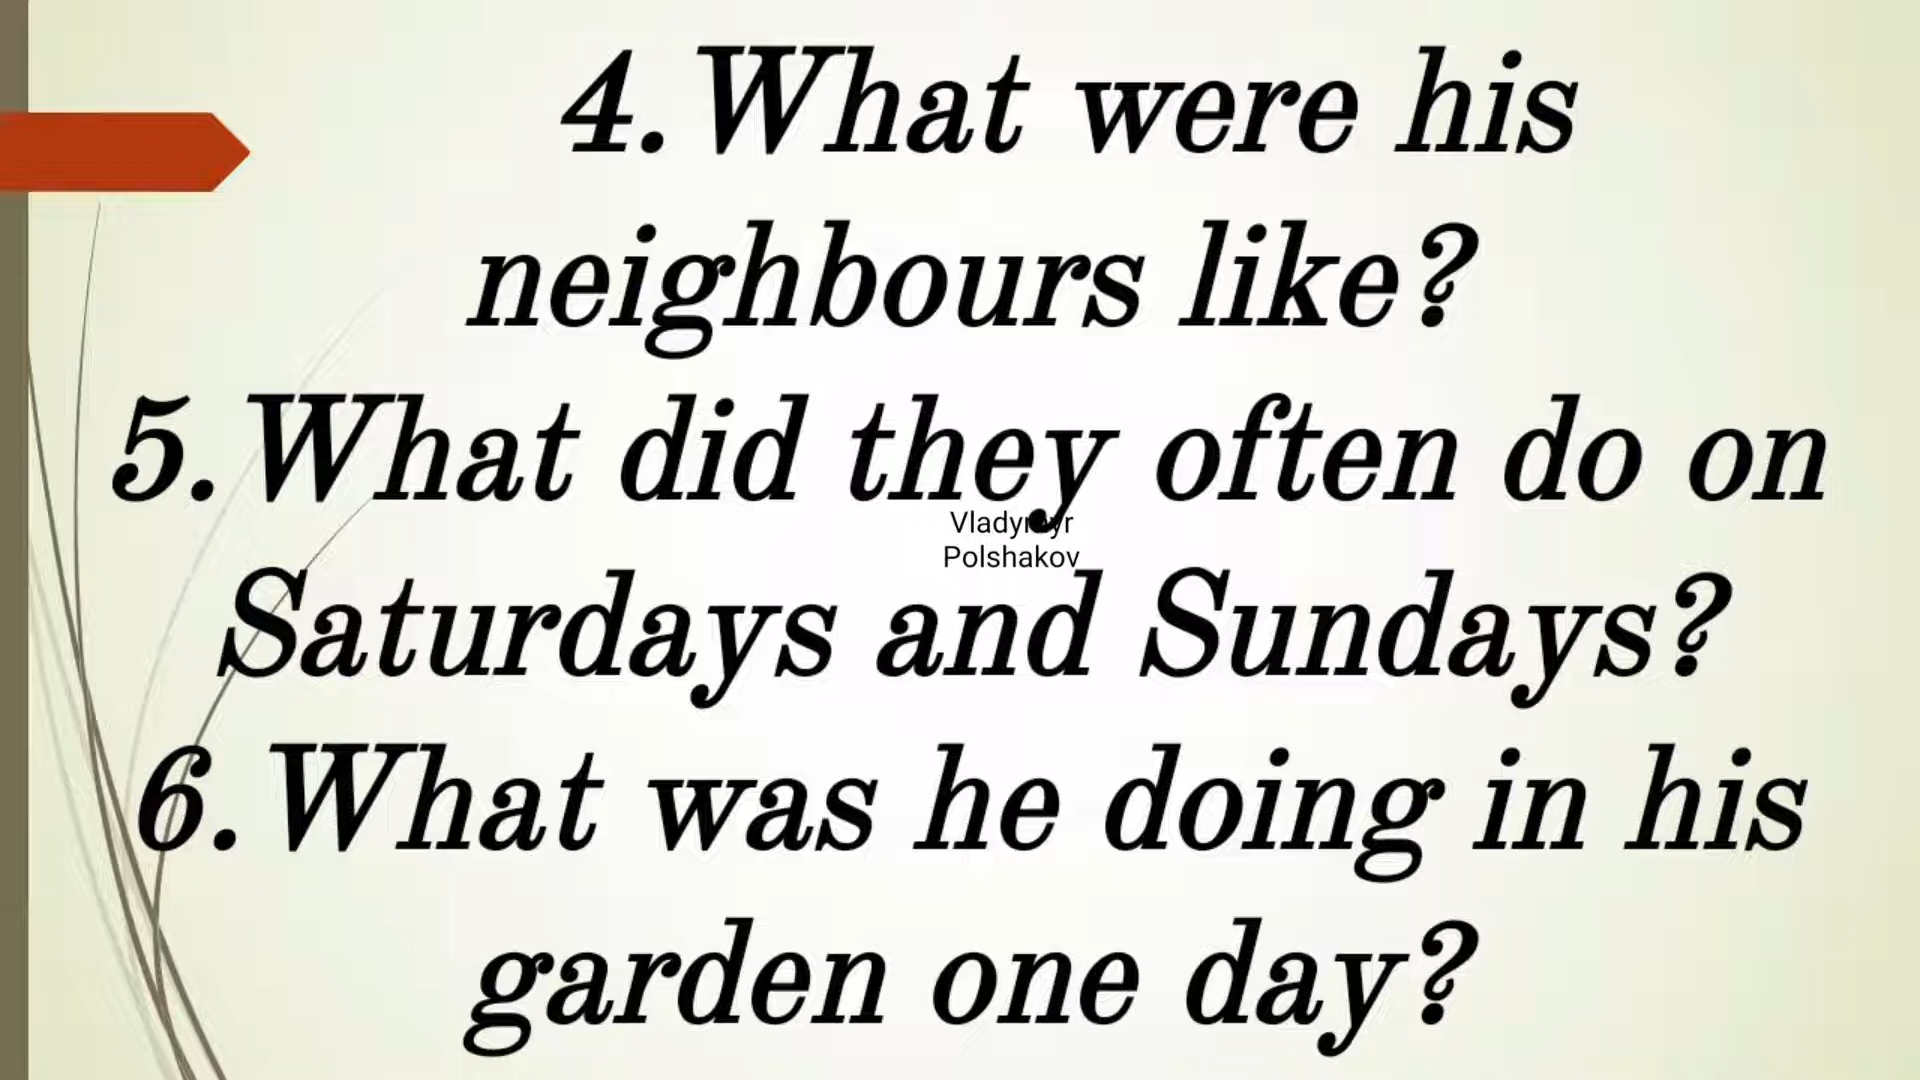 4. What were his
neighbours like?
5. What did they often do on
Vladymyr
Polshakov
Saturdays and Sundays?
6. What was he doing in his
garden one day?